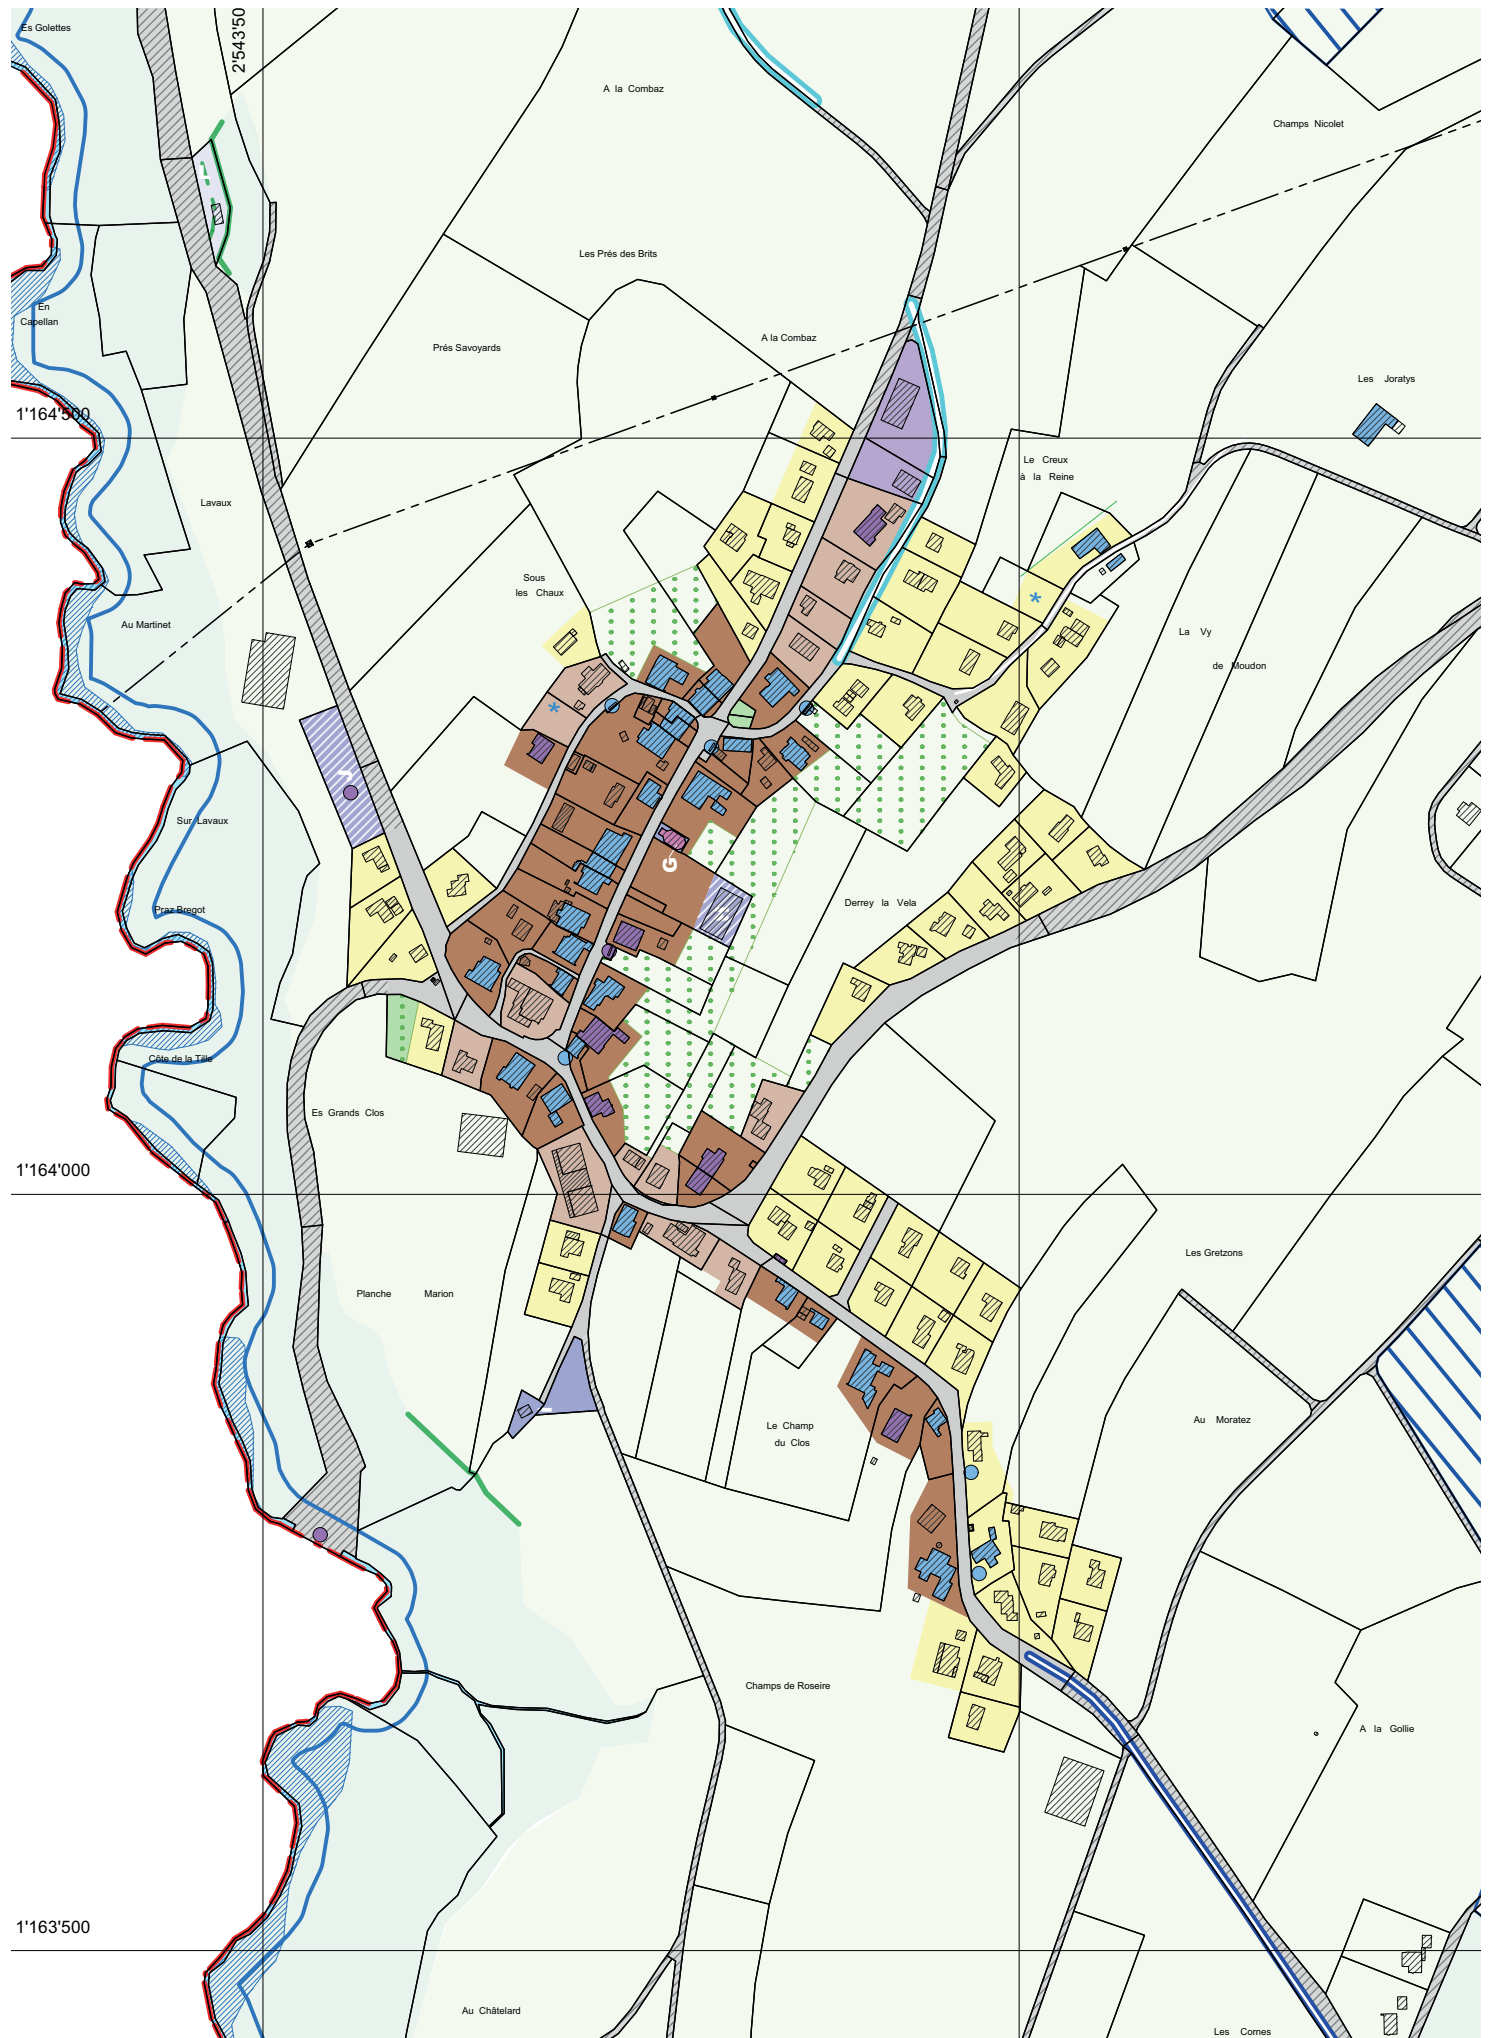 Es Golettes
2'543'50
A la Combaz
Champs Nicolet
Les Prés des Brits
En
Capellan
A la Combaz
Prés Savoyards
Les Joratys
1'164'500
Le Creux
à la Reine
Lavaux
Sous
les Chaux
Au Martinet
La Vy
de Moudon
J
Sur Lavaux
G
Derrey la Vela
Praz Bregot
Côte de la Tille
Es Grands Clos
1'164'000
Les Gretzons
Planche Marion
I
Au Moratez
Le Champ
du Clos
Champs de Roseire
A la Gollie
1'163'500
Au Châtelard
Les Cornes